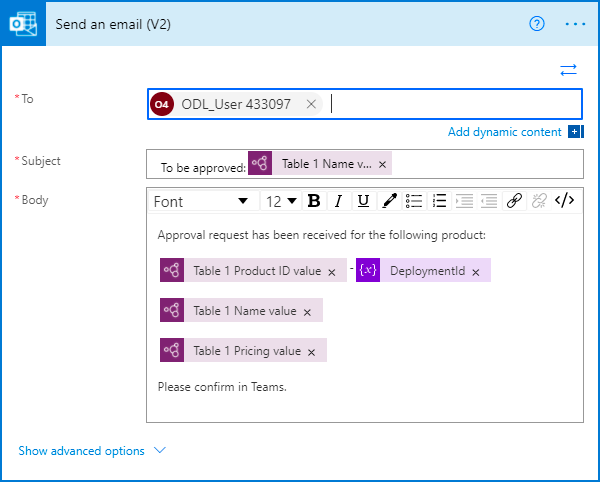 Send an email (V2)
* To
O4 ODL_User 433097
Add dynamic content
* Subject
To be approved: Table 1 Name v...
* Body
Font 12 B I U </>
Approval request has been received for the following product:
Table 1 Product ID value - {x} DeploymentId
Table 1 Name value
Table 1 Pricing value
Please confirm in Teams.
Show advanced options